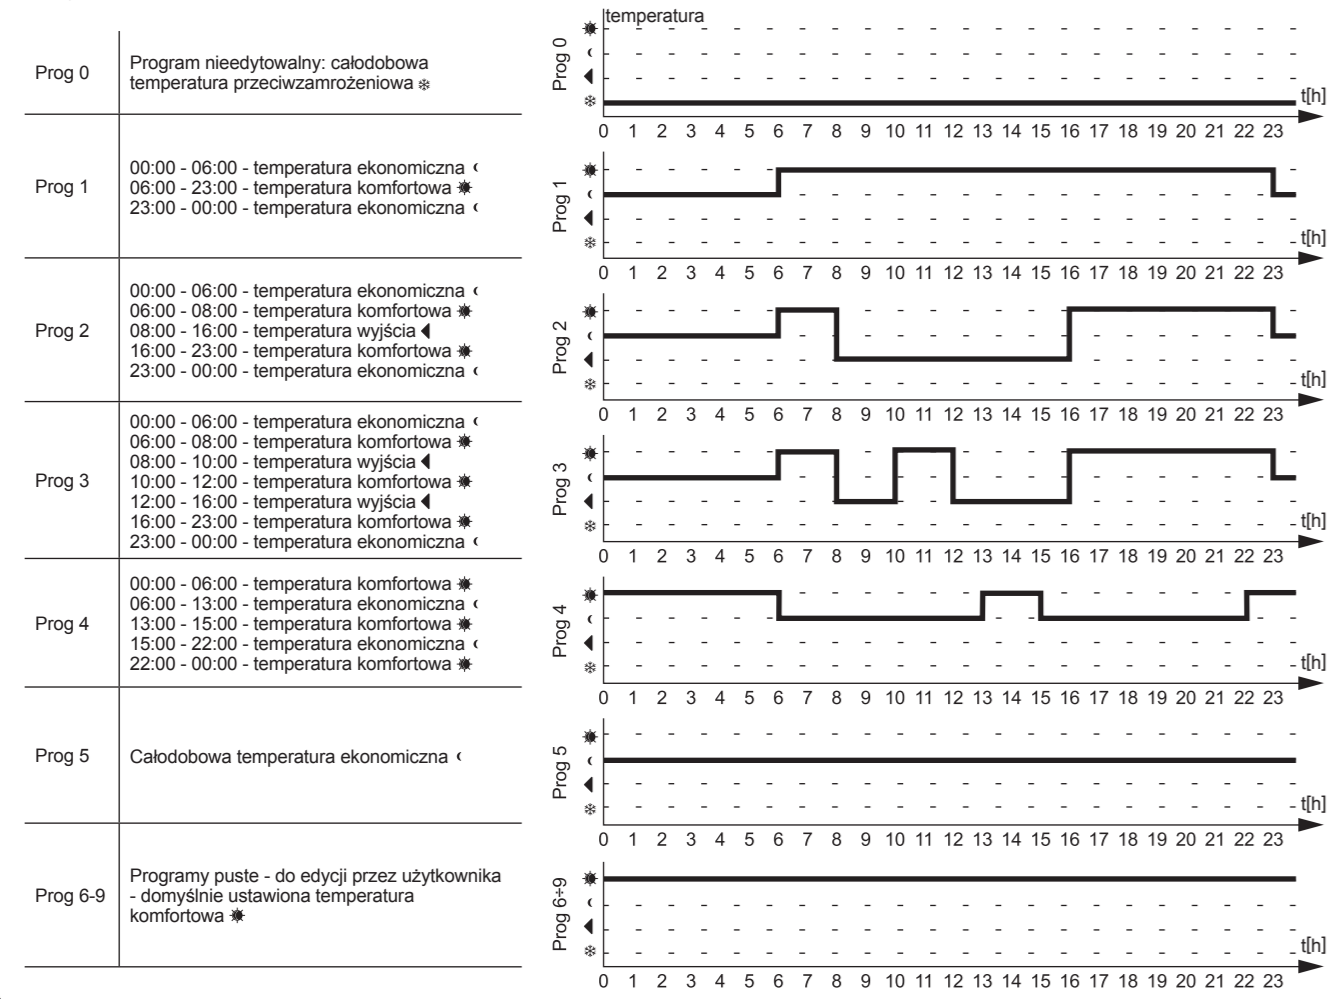 Prog 0
Program nieedytowalny: całodobowa
temperatura przeciwzamrożeniowa ❄
Prog 1
00:00 - 06:00 - temperatura ekonomiczna
06:00 - 23:00 - temperatura komfortowa
23:00 - 00:00 - temperatura ekonomiczna
Prog 2
00:00 - 06:00 - temperatura ekonomiczna
06:00 - 08:00 - temperatura komfortowa
08:00 - 16:00 - temperatura wyjścia
16:00 - 23:00 - temperatura komfortowa
23:00 - 00:00 - temperatura ekonomiczna
Prog 3
00:00 - 06:00 - temperatura ekonomiczna
06:00 - 08:00 - temperatura komfortowa
08:00 - 10:00 - temperatura wyjścia
10:00 - 12:00 - temperatura komfortowa
12:00 - 16:00 - temperatura wyjścia
16:00 - 23:00 - temperatura komfortowa
23:00 - 00:00 - temperatura ekonomiczna
Prog 4
00:00 - 06:00 - temperatura komfortowa
06:00 - 13:00 - temperatura ekonomiczna
13:00 - 15:00 - temperatura komfortowa
15:00 - 22:00 - temperatura ekonomiczna
22:00 - 00:00 - temperatura komfortowa
Prog 5
Całodobowa temperatura ekonomiczna
Prog 6-9
Programy puste - do edycji przez użytkownika
- domyślnie ustawiona temperatura
komfortowa
temperatura
Prog 0
t[h]
0 1 2 3 4 5 6 7 8 9 10 11 12 13 14 15 16 17 18 19 20 21 22 23
Prog 1
t[h]
0 1 2 3 4 5 6 7 8 9 10 11 12 13 14 15 16 17 18 19 20 21 22 23
Prog 2
t[h]
0 1 2 3 4 5 6 7 8 9 10 11 12 13 14 15 16 17 18 19 20 21 22 23
Prog 3
t[h]
0 1 2 3 4 5 6 7 8 9 10 11 12 13 14 15 16 17 18 19 20 21 22 23
Prog 4
t[h]
0 1 2 3 4 5 6 7 8 9 10 11 12 13 14 15 16 17 18 19 20 21 22 23
Prog 5
t[h]
0 1 2 3 4 5 6 7 8 9 10 11 12 13 14 15 16 17 18 19 20 21 22 23
Prog 6÷9
t[h]
0 1 2 3 4 5 6 7 8 9 10 11 12 13 14 15 16 17 18 19 20 21 22 23